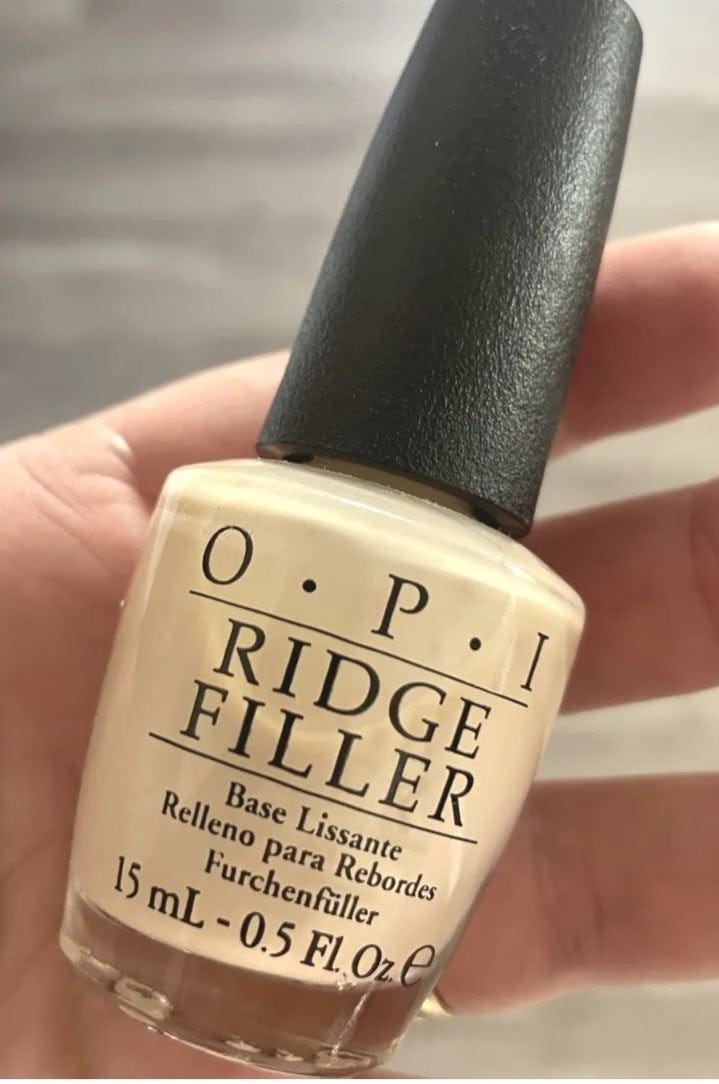 O • P • I
RIDGE
FILLER
Base Lissante
Relleno para Rebordes
Furchenfüller
15 mL - 0.5 Fl. Oz. ℮